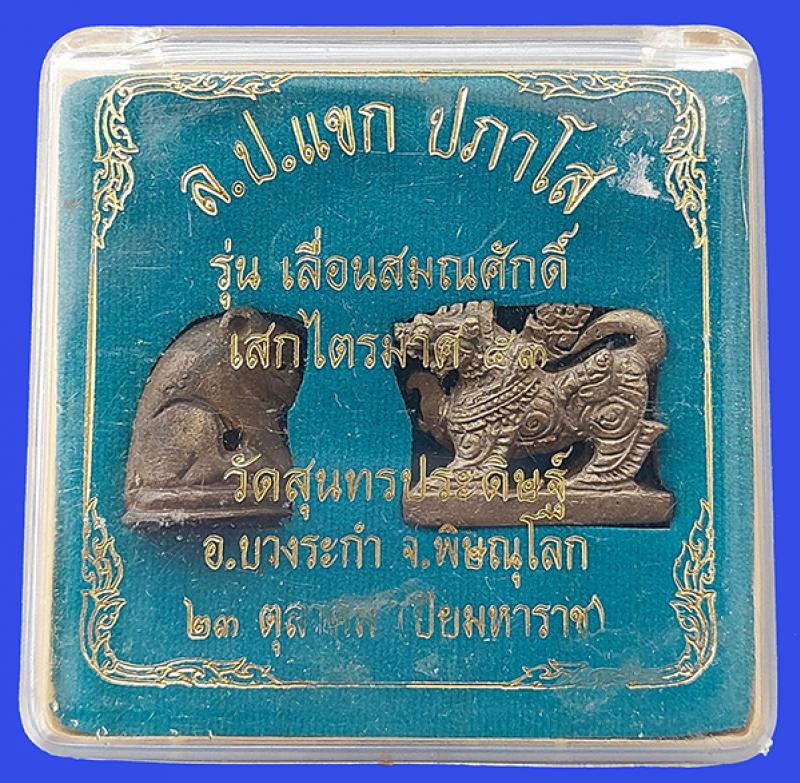 ล.ป.แขก ปภาโส
รุ่น เลื่อนสมณศักดิ์
เสกไตรมาศ ๕๓
วัดสุนทรประดิษฐ์
อ.บางระกำ จ.พิษณุโลก
๒๓ ตุลาคม (ปิยมหาราช)